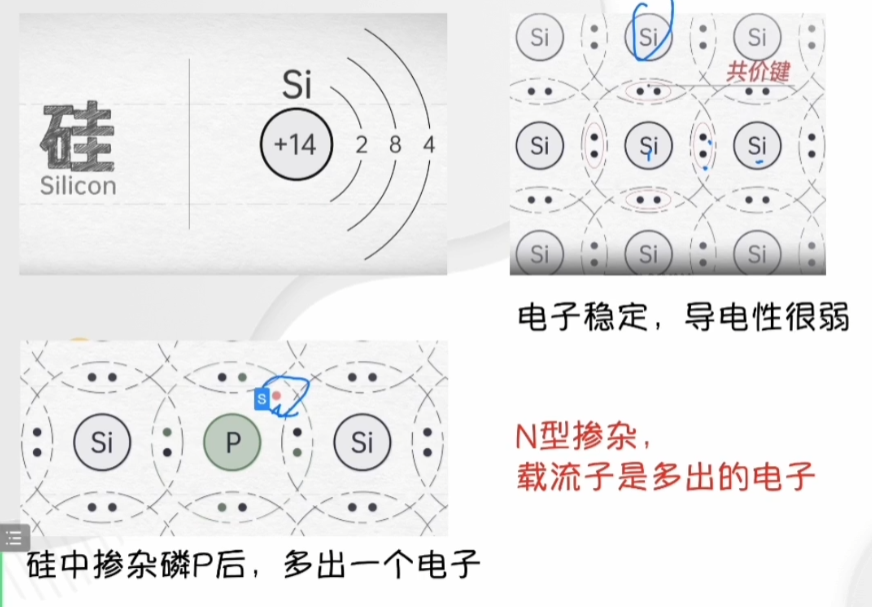 硅
Silicon
Si
+14 2 8 4
Si Si Si
共价键
Si Si Si
Si Si Si
电子稳定，导电性很弱
S
Si P Si
N型掺杂，
载流子是多出的电子
硅中掺杂磷P后，多出一个电子